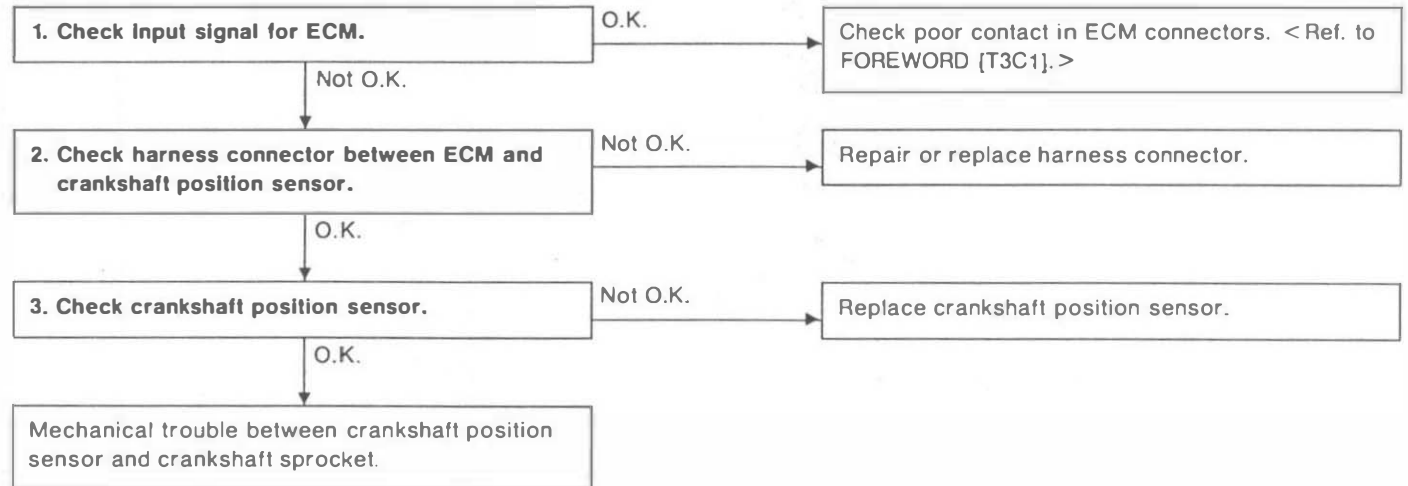 1. Check input signal for ECM.
O.K.
Check poor contact in ECM connectors. <Ref. to
FOREWORD [T3C1].>
Not O.K.
2. Check harness connector between ECM and
crankshaft position sensor.
Not O.K.
Repair or replace harness connector.
O.K.
3. Check crankshaft position sensor.
Not O.K.
Replace crankshaft position sensor.
O.K.
Mechanical trouble between crankshaft position
sensor and crankshaft sprocket.